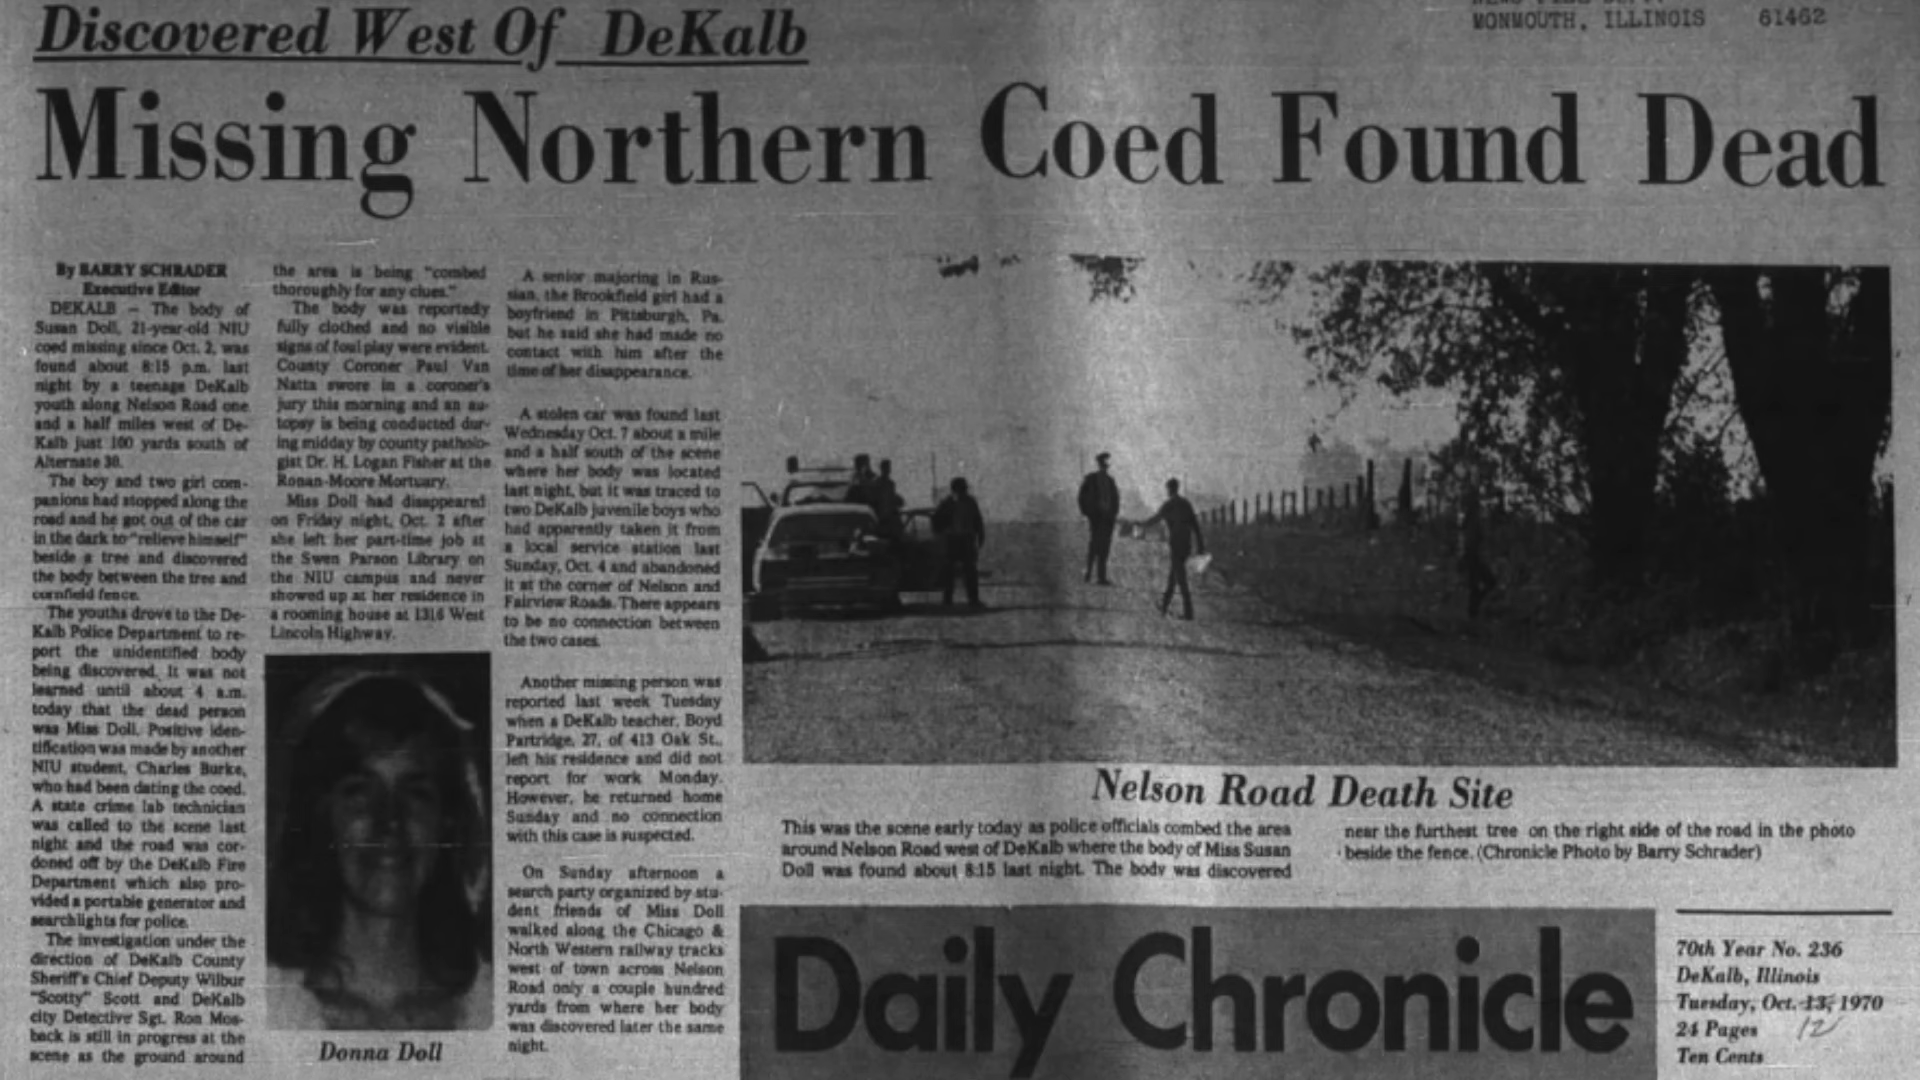 MONMOUTH, ILLINOIS 61462
Discovered West Of DeKalb
Missing Northern Coed Found Dead
By BARRY SCHRADER
Executive Editor
DEKALB — The body of
Susan Doll, 21-year-old NIU
coed missing since Oct. 2, was
found about 8:15 p.m. last
night by a teenage DeKalb
youth along Nelson Road one
and a half miles west of De-
Kalb just 100 yards south of
Alternate 30.
The boy and two girl com-
panions had stopped along the
road and he got out of the car
in the dark to "relieve himself"
beside a tree and discovered
the body between the tree and
cornfield fence.
The youths drove to the De-
Kalb Police Department to re-
port the unidentified body
being discovered. It was not
learned until about 4 a.m.
today that the dead person
was Miss Doll. Positive iden-
tification was made by another
NIU student, Charles Burke,
who had been dating the coed.
A state crime lab technician
was called to the scene last
night and the road was cor-
doned off by the DeKalb Fire
Department which also pro-
vided a portable generator and
searchlights for police.
The investigation under the
direction of DeKalb County
Sheriff's Chief Deputy Wilbur
"Scotty" Scott and DeKalb
city Detective Sgt. Ron Mos-
back is still in progress at the
scene as the ground around
the area is being "combed
thoroughly for any clues."
The body was reportedly
fully clothed and no visible
signs of foul play were evident.
County Coroner Paul Van
Natta swore in a coroner's
jury this morning and an au-
topsy is being conducted dur-
ing midday by county patholo-
gist Dr. H. Logan Fisher at the
Ronan-Moore Mortuary.
Miss Doll had disappeared
on Friday night, Oct. 2 after
she left her part-time job at
the Swen Parson Library on
the NIU campus and never
showed up at her residence in
a rooming house at 1316 West
Lincoln Highway.
Donna Doll
A senior majoring in Rus-
sian, the Brookfield girl had a
boyfriend in Pittsburgh, Pa.
but he said she had made no
contact with him after the
time of her disappearance.
A stolen car was found last
Wednesday Oct. 7 about a mile
and a half south of the scene
where her body was located
last night, but it was traced to
two DeKalb juvenile boys who
had apparently taken it from
a local service station last
Sunday, Oct. 4 and abandoned
it at the corner of Nelson and
Fairview Roads. There appears
to be no connection between
the two cases.
Another missing person was
reported last week Tuesday
when a DeKalb teacher, Boyd
Partridge, 27, of 413 Oak St.,
left his residence and did not
report for work Monday.
However, he returned home
Sunday and no connection
with this case is suspected.
On Sunday afternoon a
search party organized by stu-
dent friends of Miss Doll
walked along the Chicago &
North Western railway tracks
west of town across Nelson
Road only a couple hundred
yards from where her body
was discovered later the same
night.
Nelson Road Death Site
This was the scene early today as police officials combed the area
around Nelson Road west of DeKalb where the body of Miss Susan
Doll was found about 8:15 last night. The body was discovered
near the furthest tree on the right side of the road in the photo
beside the fence. (Chronicle Photo by Barry Schrader)
Daily Chronicle
70th Year No. 236
DeKalb, Illinois
Tuesday, Oct. 13, 1970
12
24 Pages
Ten Cents